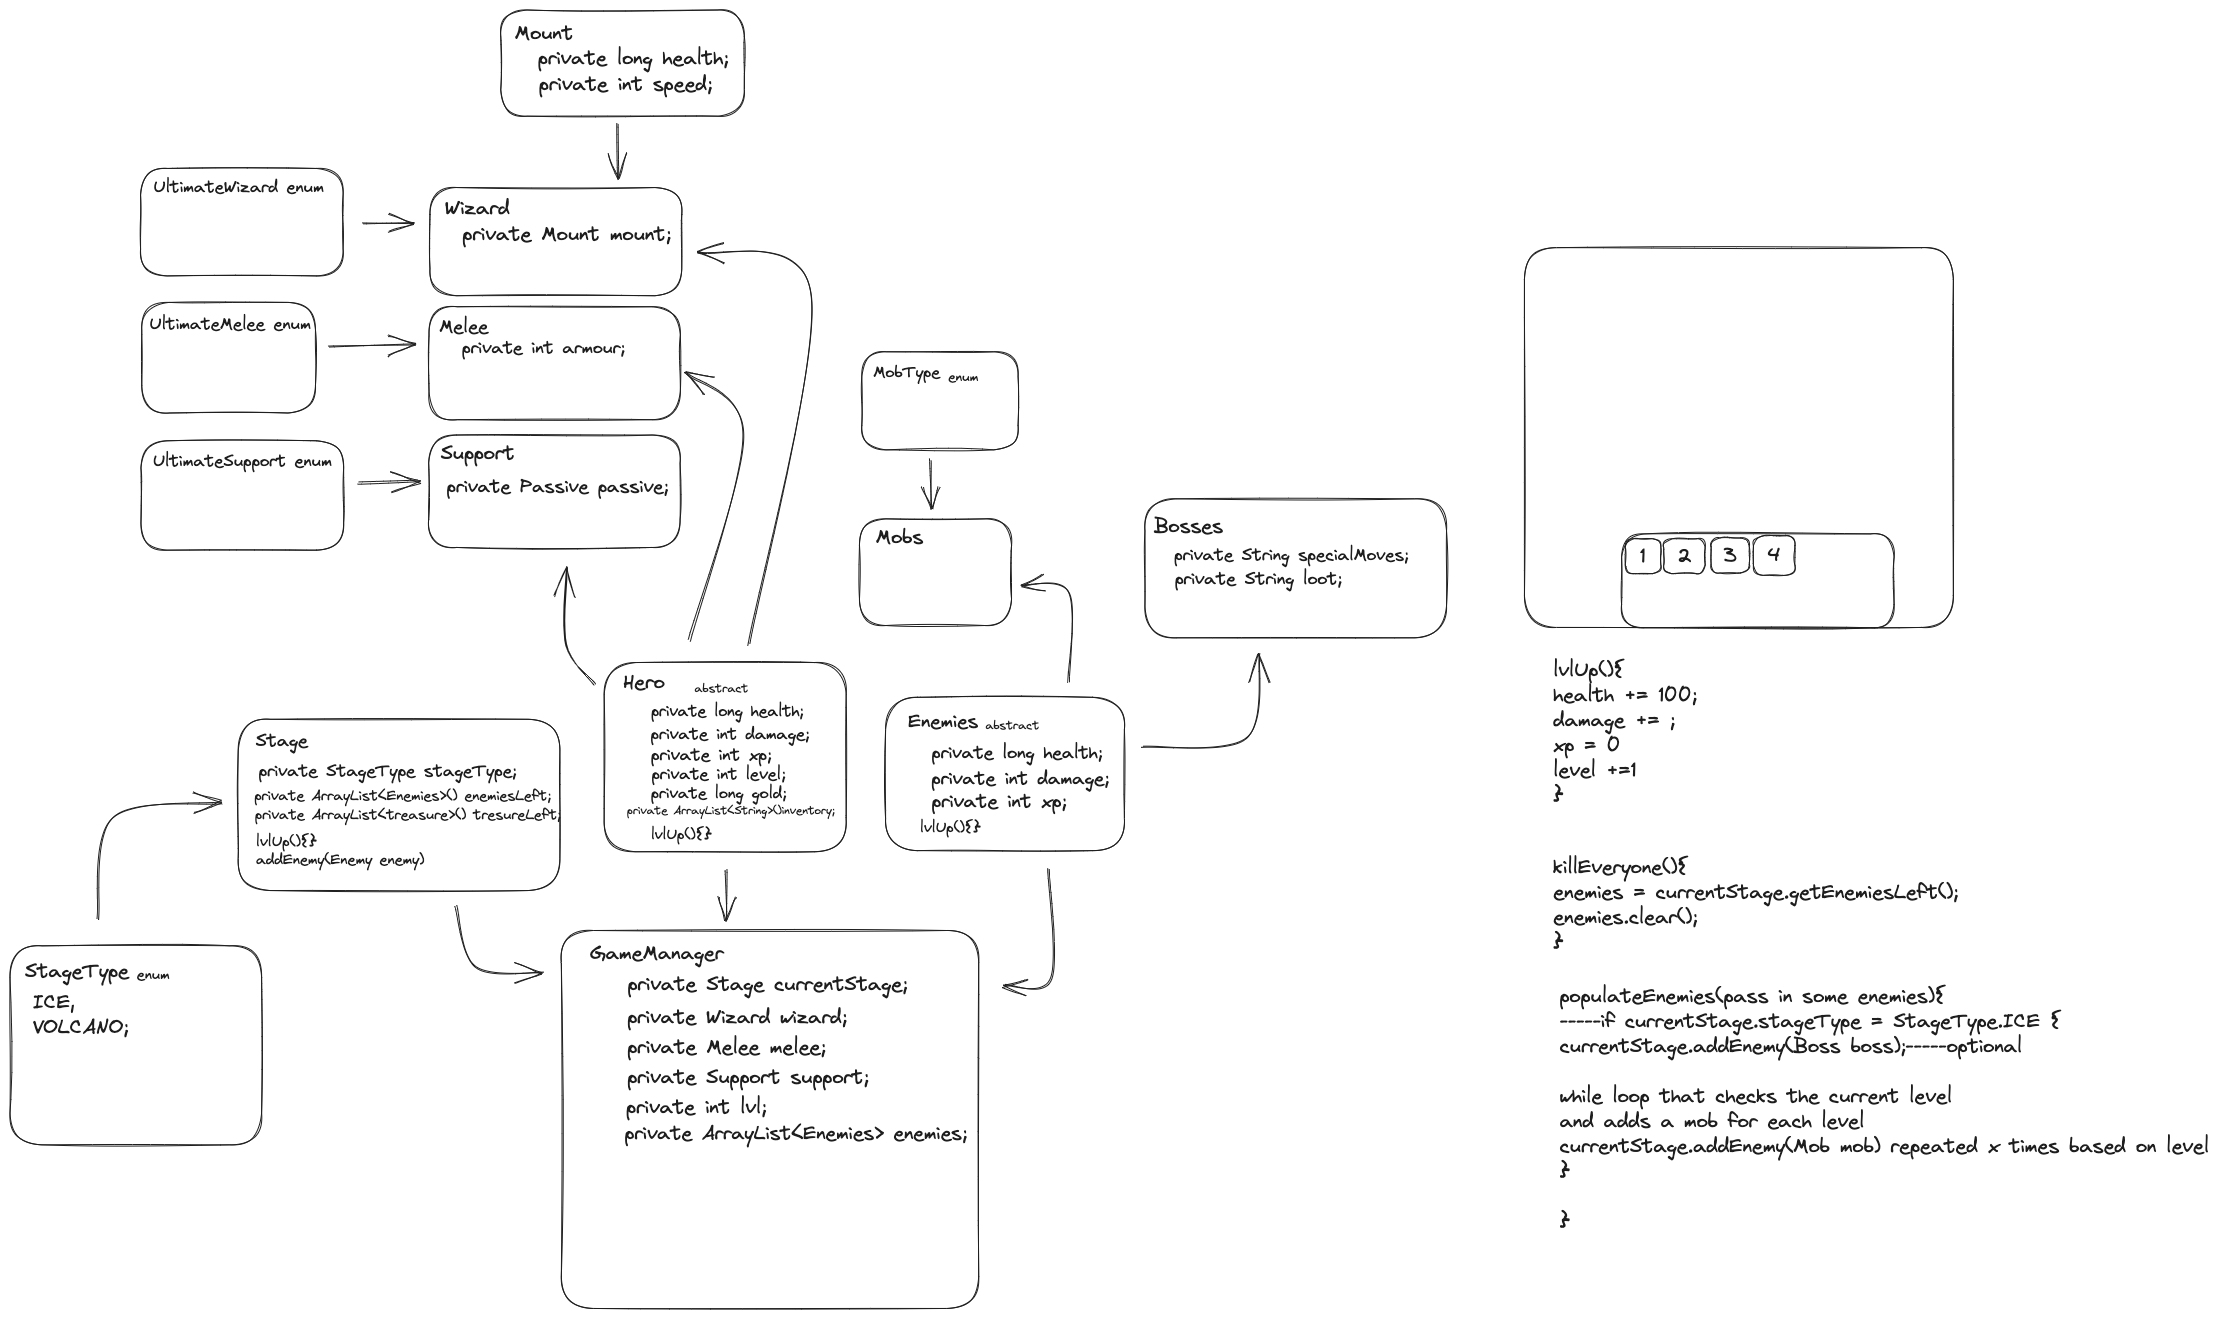 Mount
private long health;
private int speed;
UltimateWizard enum
Wizard
private Mount mount;
UltimateMelee enum
Melee
private int armour;
UltimateSupport enum
Support
private Passive passive;
MobType enum
Mobs
Bosses
private String specialMoves;
private String loot;
Hero abstract
private long health;
private int damage;
private int xp;
private int level;
private long gold;
private ArrayList<String>()inventory;
lvlUp(){}
Enemies abstract
private long health;
private int damage;
private int xp;
lvlUp(){}
Stage
private StageType stageType;
private ArrayList<Enemies>() enemiesLeft;
private ArrayList<treasure>() tresureLeft;
lvlUp(){}
addEnemy(Enemy enemy)
StageType enum
ICE,
VOLCANO;
GameManager
private Stage currentStage;
private Wizard wizard;
private Melee melee;
private Support support;
private int lvl;
private ArrayList<Enemies> enemies;
1 2 3 4
lvlUp(){
health += 100;
damage += ;
xp = 0
level +=1
}
killEveryone(){
enemies = currentStage.getEnemiesLeft();
enemies.clear();
}
populateEnemies(pass in some enemies){
-----if currentStage.stageType = StageType.ICE {
currentStage.addEnemy(Boss boss);-----optional
while loop that checks the current level
and adds a mob for each level
currentStage.addEnemy(Mob mob) repeated x times based on level
}
}